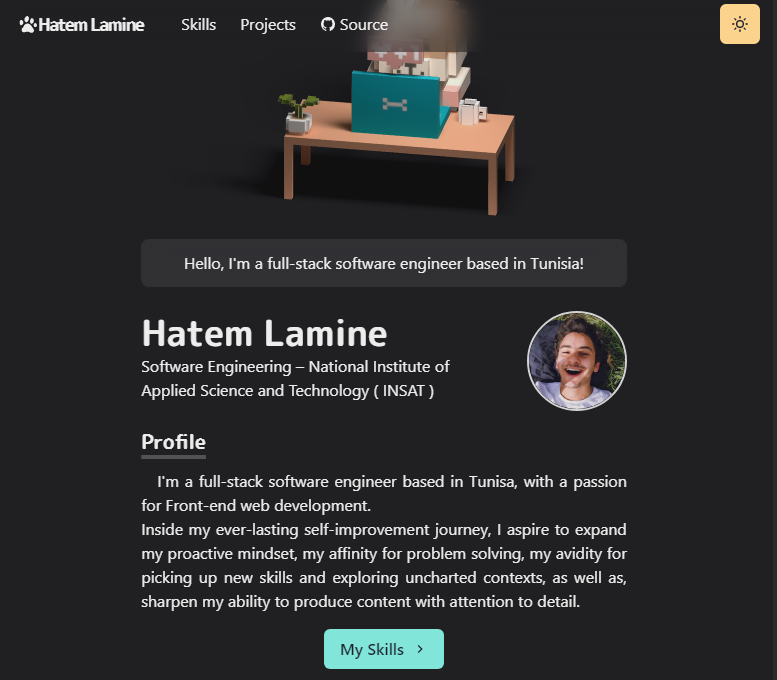 Hatem Lamine Skills Projects Source
Hello, I'm a full-stack software engineer based in Tunisia!
Hatem Lamine
Software Engineering – National Institute of
Applied Science and Technology ( INSAT )
Profile
I'm a full-stack software engineer based in Tunisa, with a passion
for Front-end web development.
Inside my ever-lasting self-improvement journey, I aspire to expand
my proactive mindset, my affinity for problem solving, my avidity for
picking up new skills and exploring uncharted contexts, as well as,
sharpen my ability to produce content with attention to detail.
My Skills